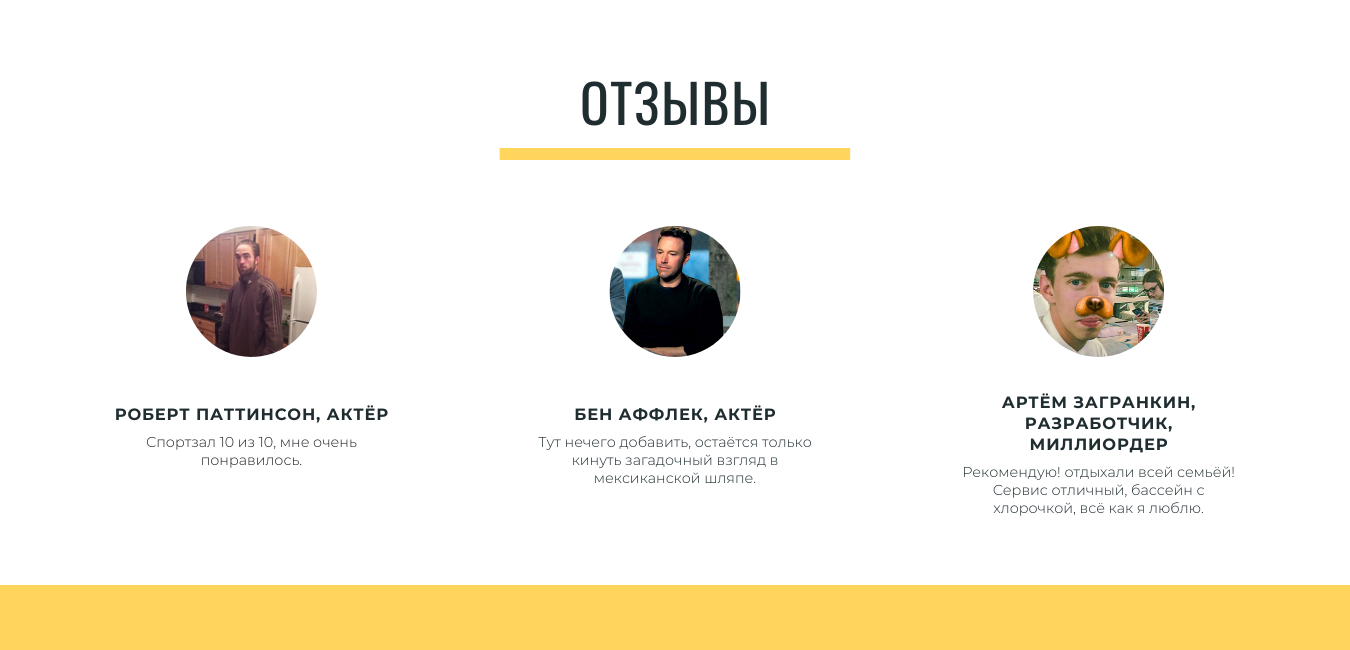 ОТЗЫВЫ
РОБЕРТ ПАТТИНСОН, АКТЁР
Спортзал 10 из 10, мне очень
понравилось.
БЕН АФФЛЕК, АКТЁР
Тут нечего добавить, остаётся только
кинуть загадочный взгляд в
мексиканской шляпе.
АРТЁМ ЗАГРАНКИН,
РАЗРАБОТЧИК,
МИЛЛИОРДЕР
Рекомендую! отдыхали всей семьёй!
Сервис отличный, бассейн с
хлорочкой, всё как я люблю.